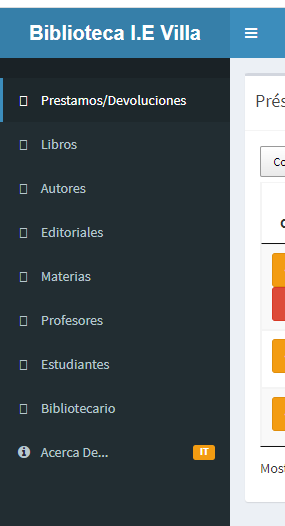 Biblioteca I.E Villa
Prestamos/Devoluciones
Libros
Autores
Editoriales
Materias
Profesores
Estudiantes
Bibliotecario
Acerca De... IT
Prés
Co
Most